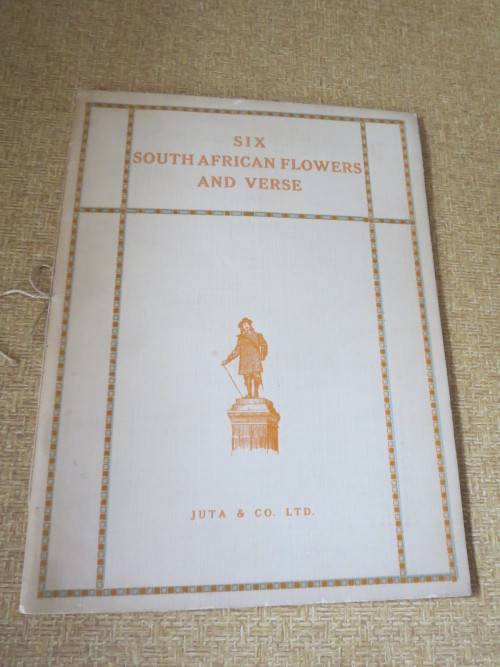 SIX
SOUTH AFRICAN FLOWERS
AND VERSE
JUTA & CO. LTD.